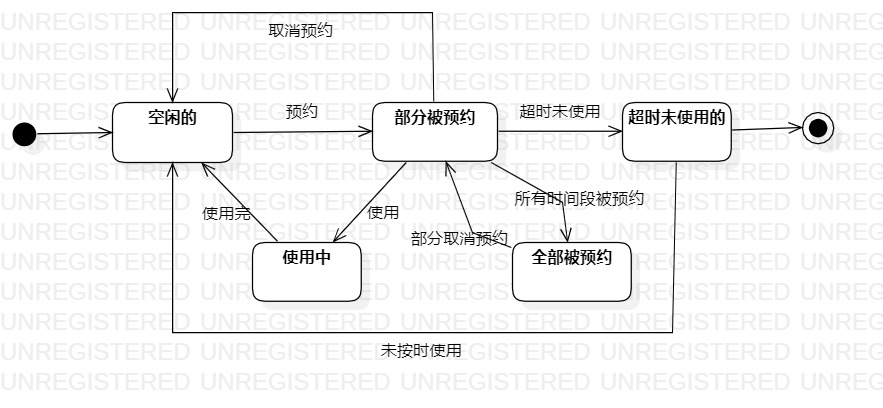 UNREGISTERED UNREGISTERED UNREGISTERED UNREGISTERED UNREGISTERED
取消预约
空闲的
预约
部分被预约
超时未使用
超时未使用的
使用完
使用
所有时间段被预约
部分取消预约
使用中
全部被预约
未按时使用